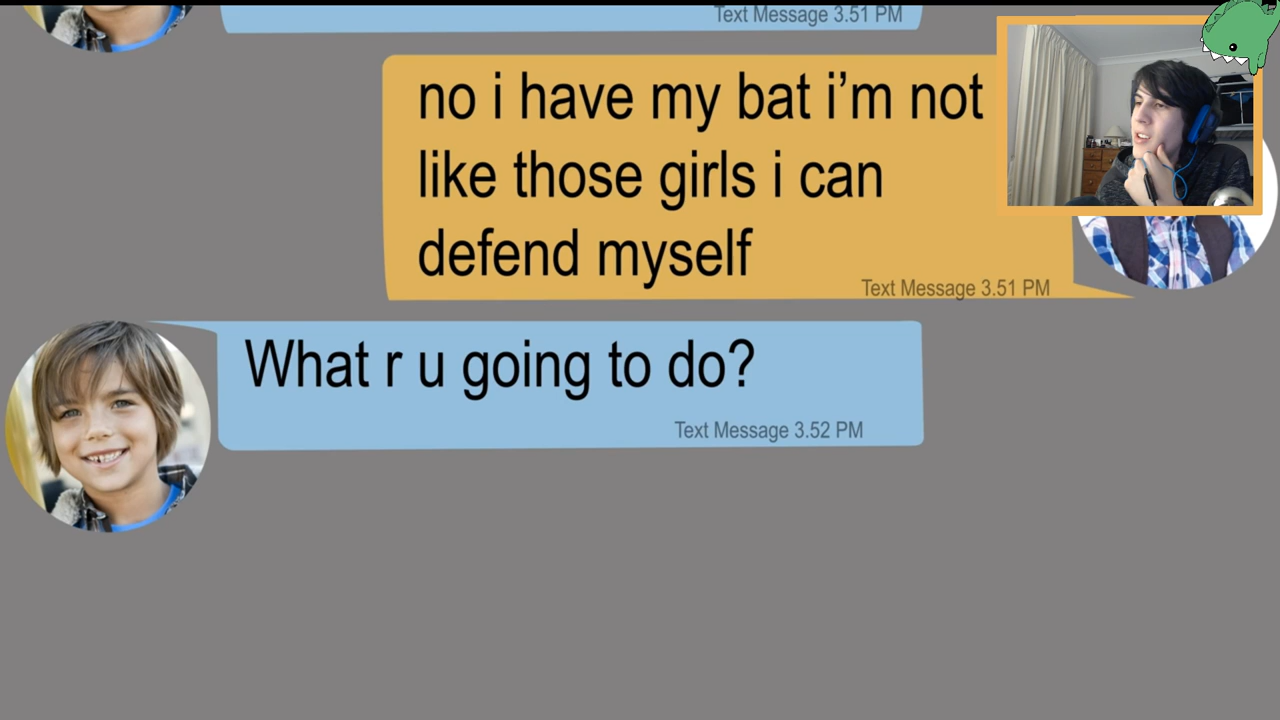 Text Message 3.51 PM
no i have my bat i’m not
like those girls i can
defend myself
Text Message 3.51 PM
What r u going to do?
Text Message 3.52 PM